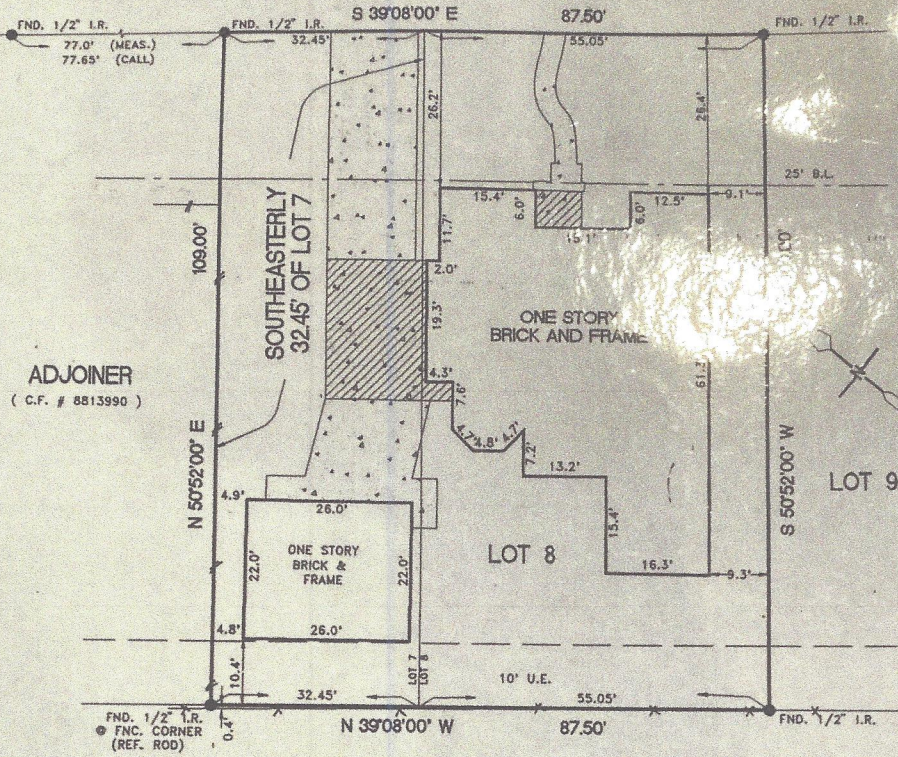 S 39°08'00" E
87.50'
FND. 1/2" I.R.
FND. 1/2" I.R.
FND. 1/2" I.R.
77.0' (MEAS.)
77.65' (CALL)
32.45'
55.05'
26.2'
26.4'
25' B.L.
15.4'
6.0'
15.1'
6.0'
12.5'
9.1'
109.00'
SOUTHEASTERLY
32.45' OF LOT 7
11.7'
2.0'
19.3'
ONE STORY
BRICK AND FRAME
ADJOINER
( C.F. # 8813990 )
4.3'
7.6'
4.7'
4.8'
4.7'
7.2'
13.2'
N 50°52'00" E
S 50°52'00" W
LOT 9
4.9'
26.0'
22.0'
ONE STORY
BRICK &
FRAME
22.0'
LOT 8
15.4'
16.3'
9.3'
4.8'
26.0'
10.4'
LOT 7
LOT 8
10' U.E.
32.45'
55.05'
FND. 1/2" I.R.
@ FNC. CORNER
(REF. ROD)
0.4'
N 39°08'00" W
87.50'
FND. 1/2" I.R.